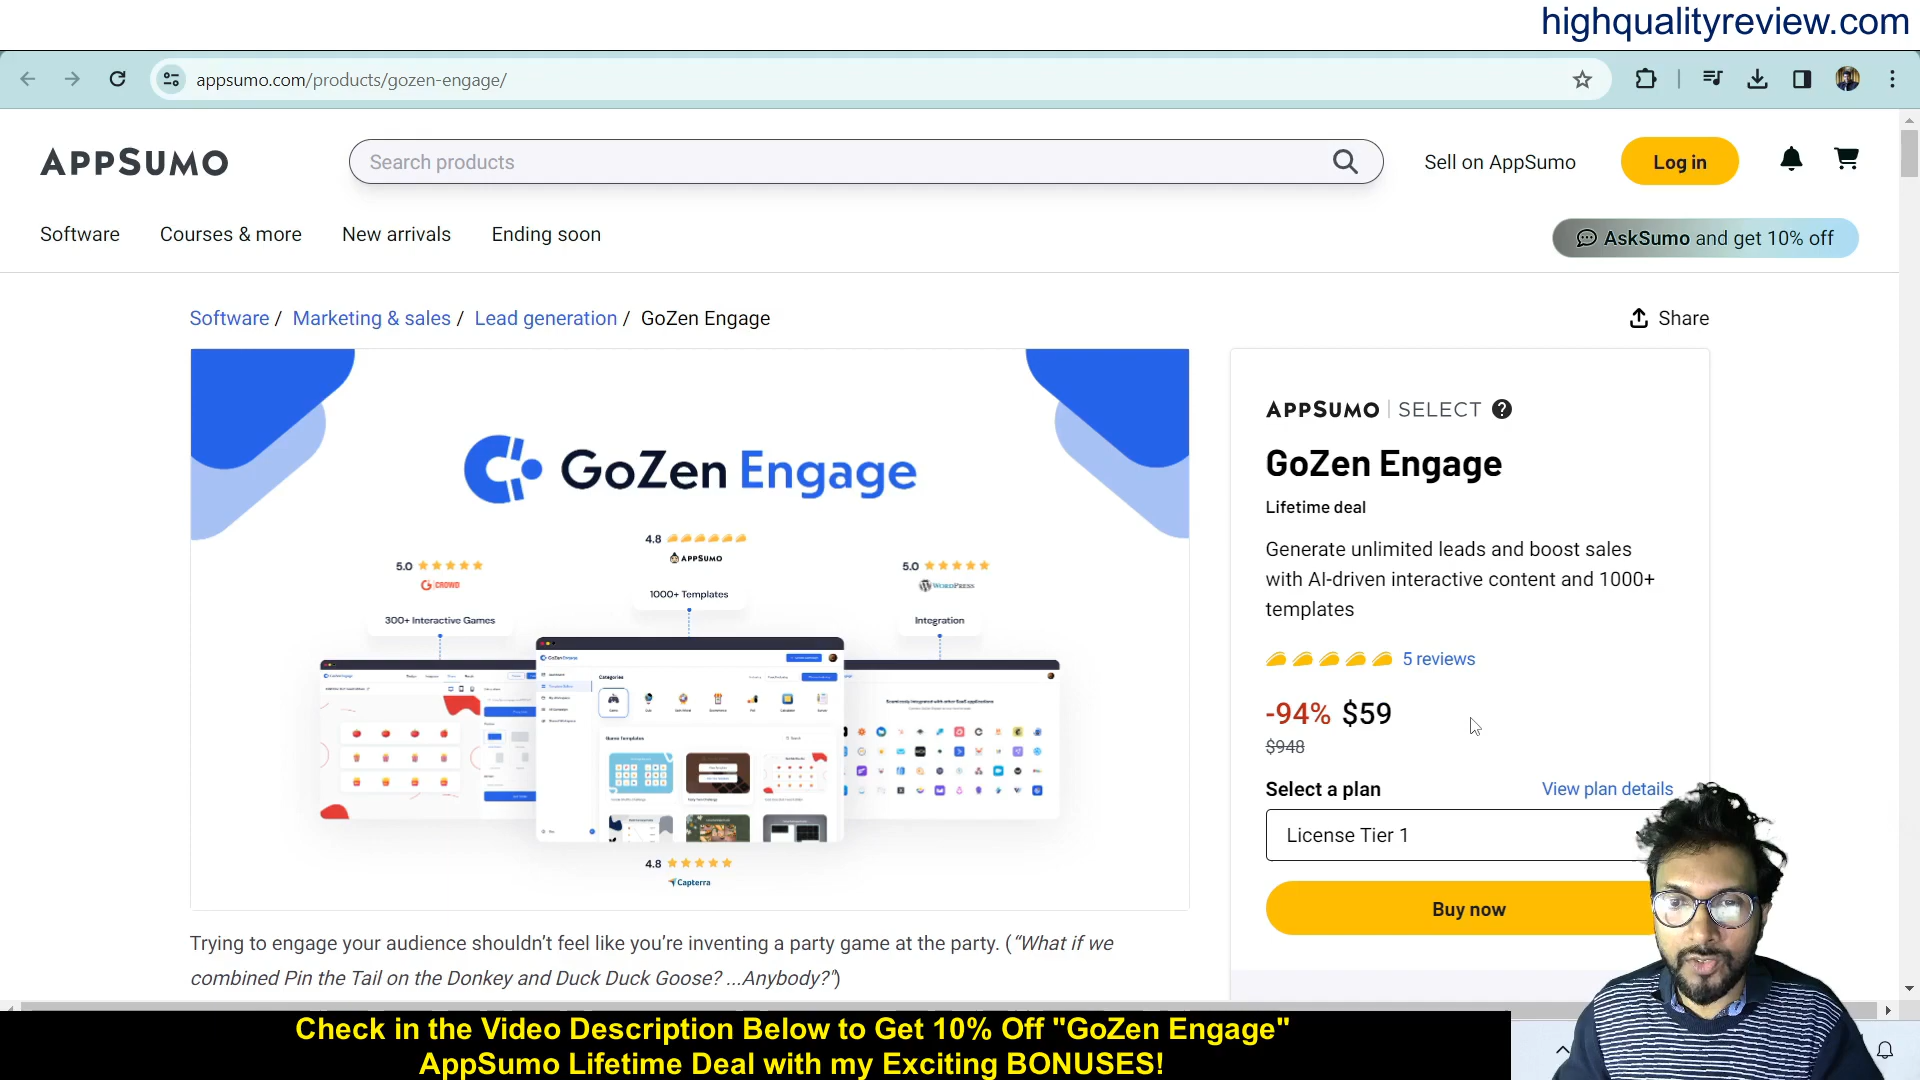 highqualityreview.com
appsumo.com/products/gozen-engage/
APPSUMO
Search products
Sell on AppSumo
Log in
Software
Courses & more
New arrivals
Ending soon
AskSumo and get 10% off
Software / Marketing & sales / Lead generation / GoZen Engage
Share
GoZen Engage
4.8
APPSUMO
5.0
CROWD
5.0
WORDPRESS
1000+ Templates
300+ Interactive Games
Integration
GoZenEngage
Categories
4.8
Capterra
APPSUMO | SELECT ?
GoZen Engage
Lifetime deal
Generate unlimited leads and boost sales
with AI-driven interactive content and 1000+
templates
5 reviews
-94% $59
$948
Select a plan
View plan details
License Tier 1
Buy now
Trying to engage your audience shouldn’t feel like you’re inventing a party game at the party. (“What if we
combined Pin the Tail on the Donkey and Duck Duck Goose? ...Anybody?”)
Check in the Video Description Below to Get 10% Off "GoZen Engage"
AppSumo Lifetime Deal with my Exciting BONUSES!